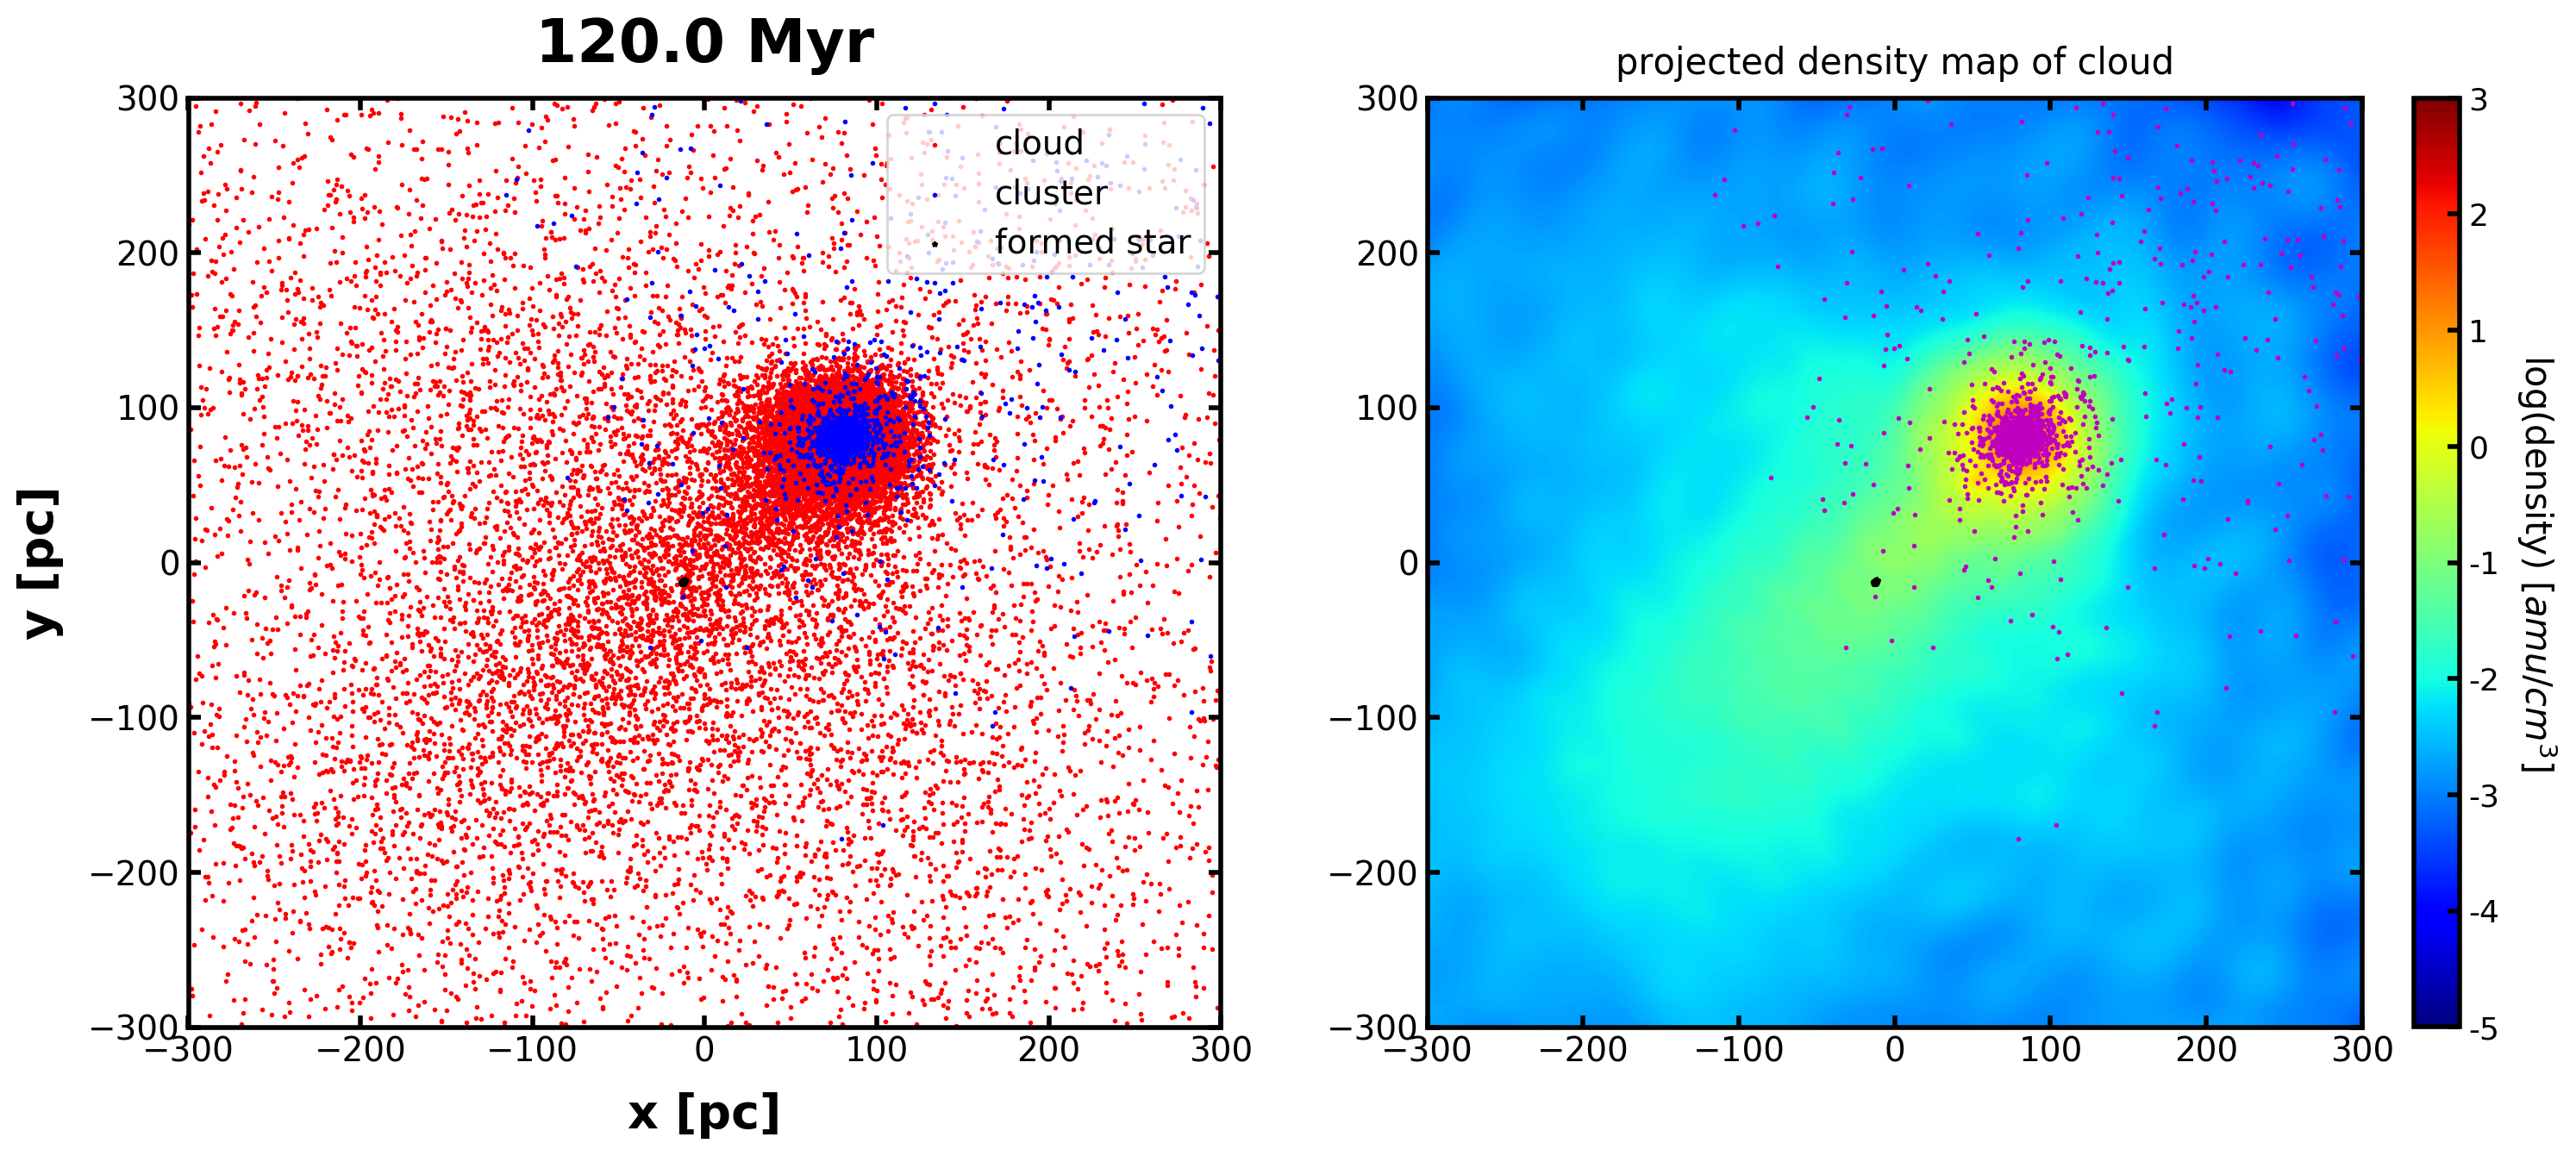 120.0 Myr
projected density map of cloud
cloud
cluster
formed star
300
200
100
0
−100
−200
−300
y [pc]
−300 −200 −100 0 100 200 300
x [pc]
300
200
100
0
−100
−200
−300
−300 −200 −100 0 100 200 300
3
2
1
0
-1
-2
-3
-4
-5
log(density) [amu/cm³]